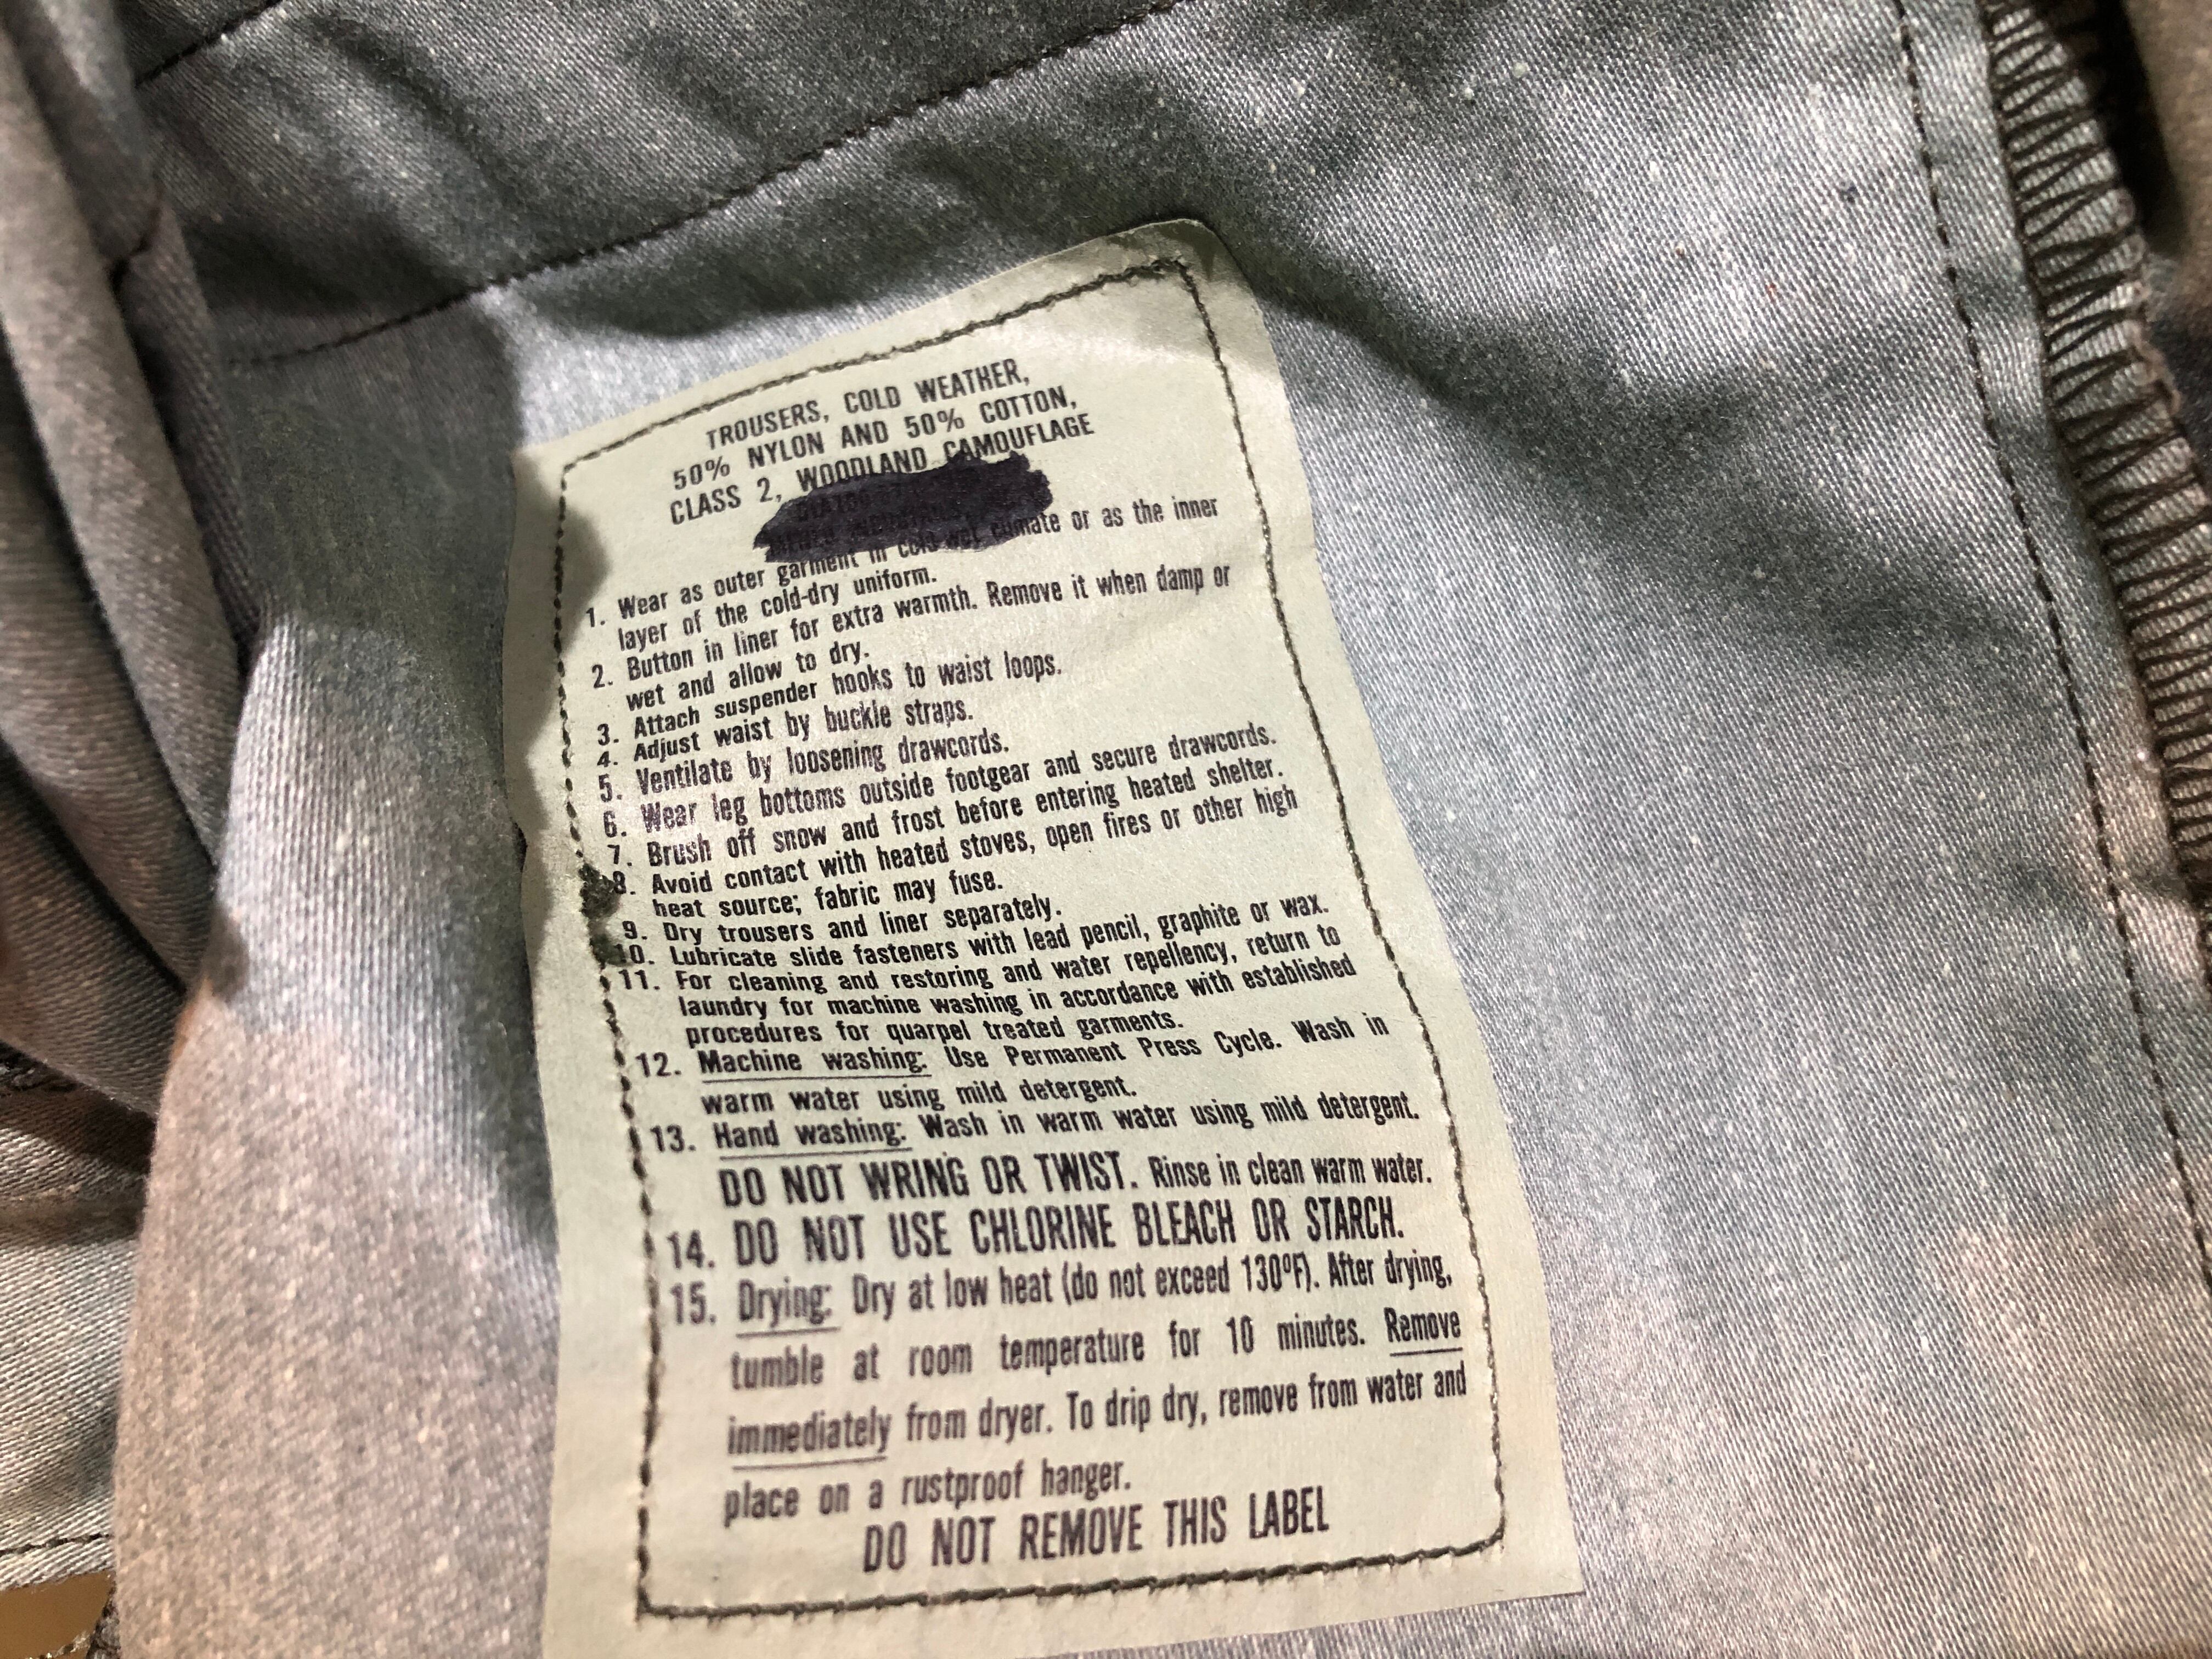 TROUSERS, COLD WEATHER,
50% NYLON AND 50% COTTON,
CLASS 2, WOODLAND CAMOUFLAGE
1. Wear as outer garment in cold-wet climate or as the inner
layer of the cold-dry uniform.
2. Button in liner for extra warmth. Remove it when damp or
wet and allow to dry.
3. Attach suspender hooks to waist loops.
4. Adjust waist by buckle straps.
5. Ventilate by loosening drawcords.
6. Wear leg bottoms outside footgear and secure drawcords.
7. Brush off snow and frost before entering heated shelter.
8. Avoid contact with heated stoves, open fires or other high
heat source; fabric may fuse.
9. Dry trousers and liner separately.
10. Lubricate slide fasteners with lead pencil, graphite or wax.
11. For cleaning and restoring and water repellency, return to
laundry for machine washing in accordance with established
procedures for quarpel treated garments.
12. Machine washing: Use Permanent Press Cycle. Wash in
warm water using mild detergent.
13. Hand washing: Wash in warm water using mild detergent.
DO NOT WRING OR TWIST. Rinse in clean warm water.
14. DO NOT USE CHLORINE BLEACH OR STARCH.
15. Drying: Dry at low heat (do not exceed 130ºF). After drying,
tumble at room temperature for 10 minutes. Remove
immediately from dryer. To drip dry, remove from water and
place on a rustproof hanger.
DO NOT REMOVE THIS LABEL